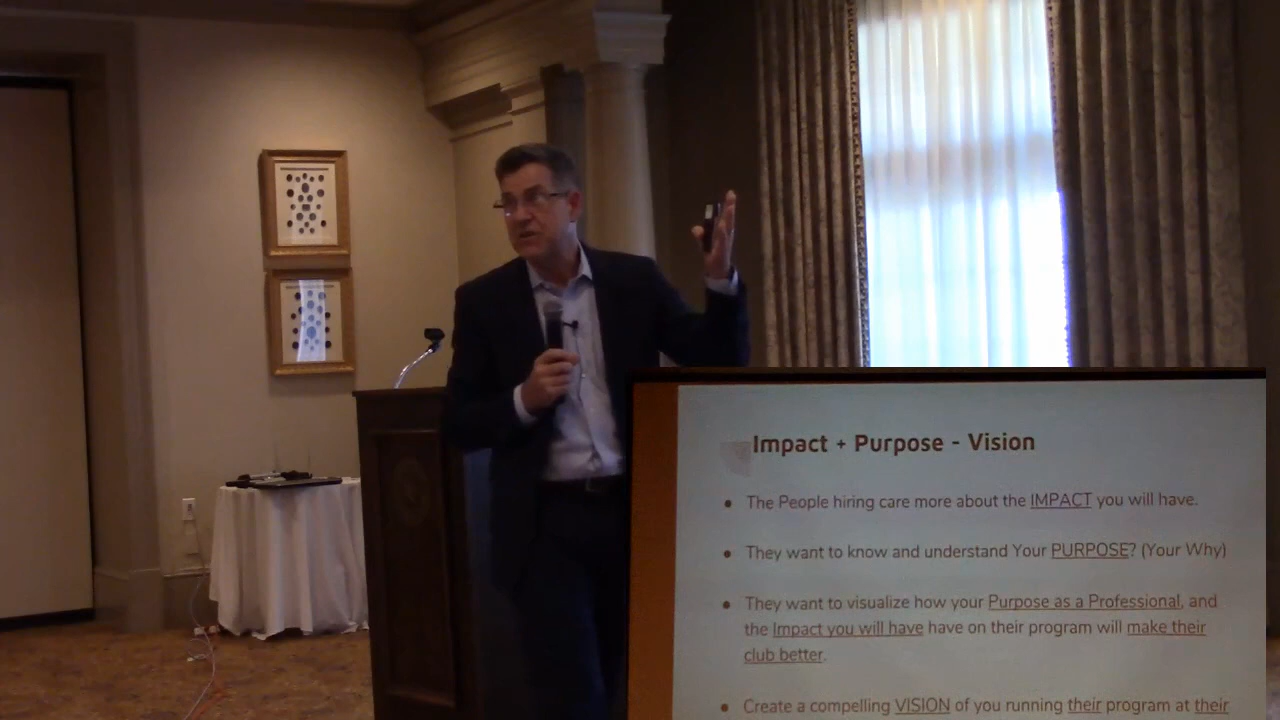 Impact + Purpose - Vision
• The People hiring care more about the IMPACT you will have.
• They want to know and understand Your PURPOSE? (Your Why)
• They want to visualize how your Purpose as a Professional, and
the Impact you will have have on their program will make their
club better.
• Create a compelling VISION of you running their program at their